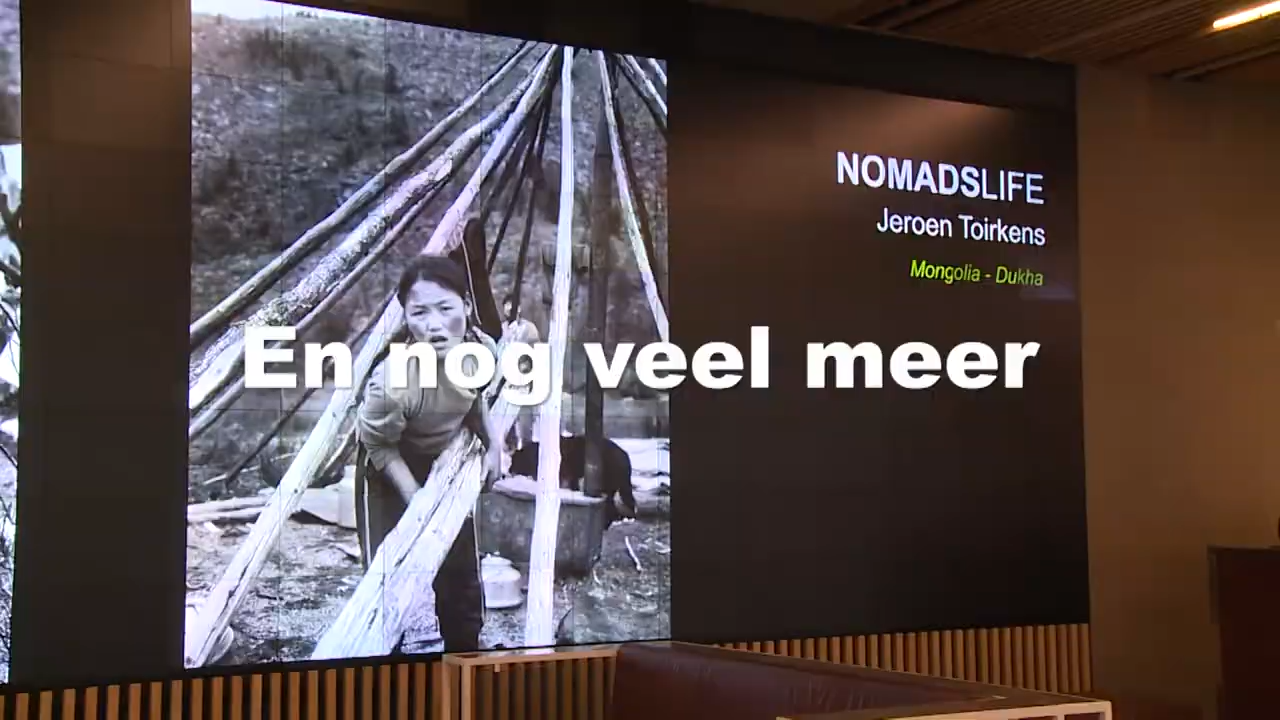 NOMADSLIFE
Jeroen Toirkens
Mongolia - Dukha
En nog veel meer